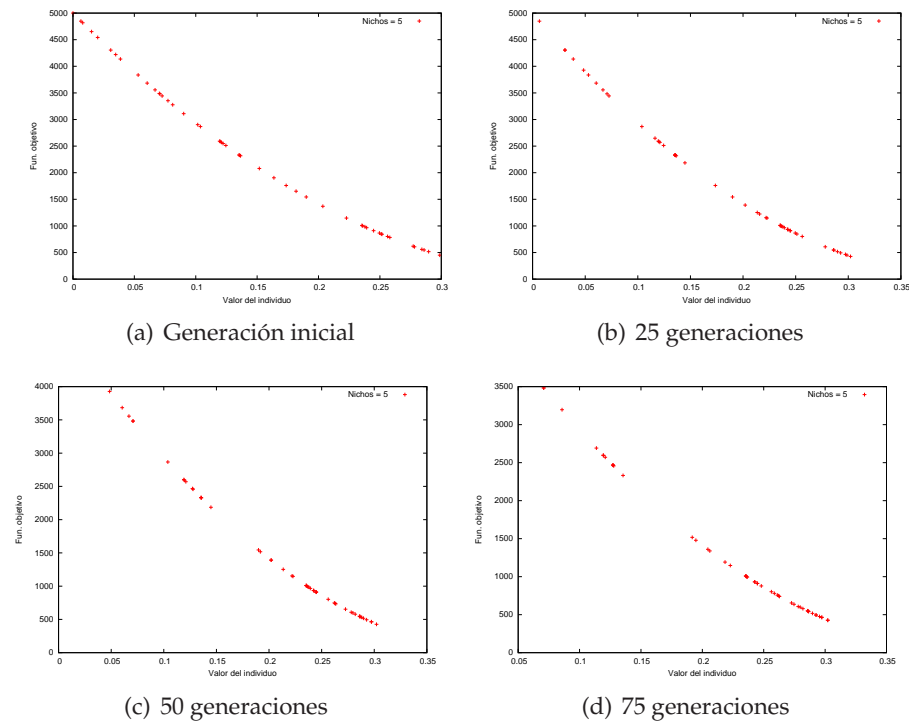 Nichos = 5
Fun. objetivo
5000
4500
4000
3500
3000
2500
2000
1500
1000
500
0
0 0.05 0.1 0.15 0.2 0.25 0.3
Valor del individuo
(a) Generación inicial
Nichos = 5
Fun. objetivo
5000
4500
4000
3500
3000
2500
2000
1500
1000
500
0
0 0.05 0.1 0.15 0.2 0.25 0.3 0.35
Valor del individuo
(b) 25 generaciones
Nichos = 5
Fun. objetivo
4000
3500
3000
2500
2000
1500
1000
500
0
0 0.05 0.1 0.15 0.2 0.25 0.3 0.35
Valor del individuo
(c) 50 generaciones
Nichos = 5
Fun. objetivo
3500
3000
2500
2000
1500
1000
500
0
0.05 0.1 0.15 0.2 0.25 0.3 0.35
Valor del individuo
(d) 75 generaciones